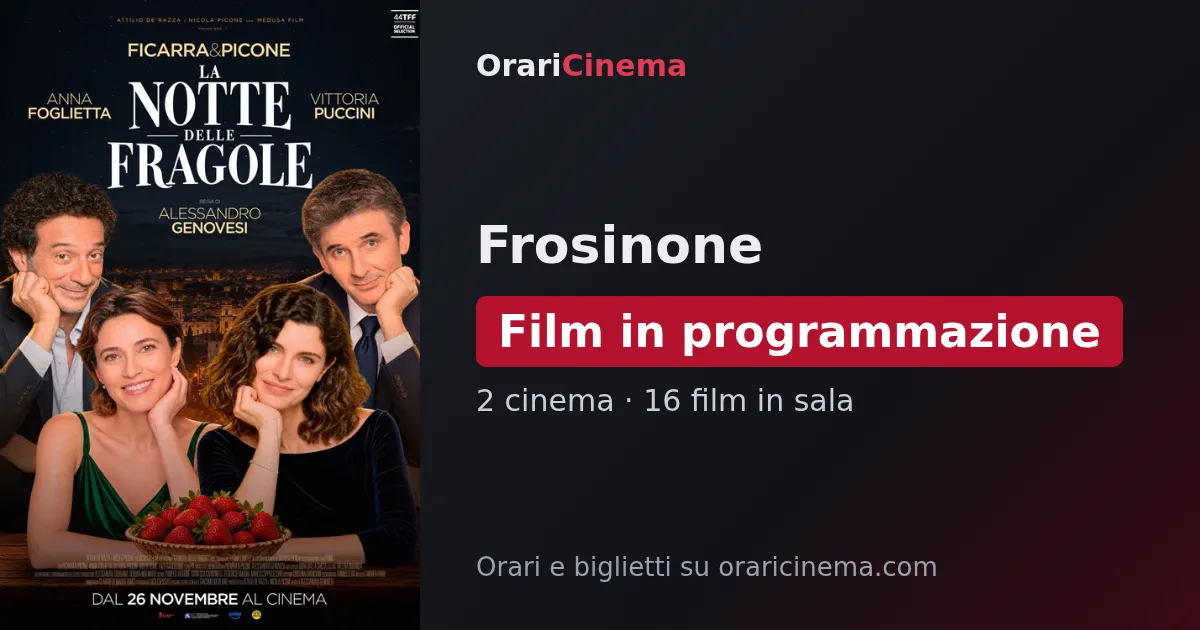 ATTILIO DE RAZZA E NICOLA PICONE CON MEDUSA FILM
44TFF
OFFICIAL
SELECTION
FICARRA&PICONE
LA
NOTTE
DELLE
FRAGOLE
ANNA
FOGLIETTA
VITTORIA
PUCCINI
REGIA DI
ALESSANDRO
GENOVESI
DAL 26 NOVEMBRE AL CINEMA
OrariCinema
Frosinone
Film in programmazione
2 cinema · 16 film in sala
Orari e biglietti su oraricinema.com